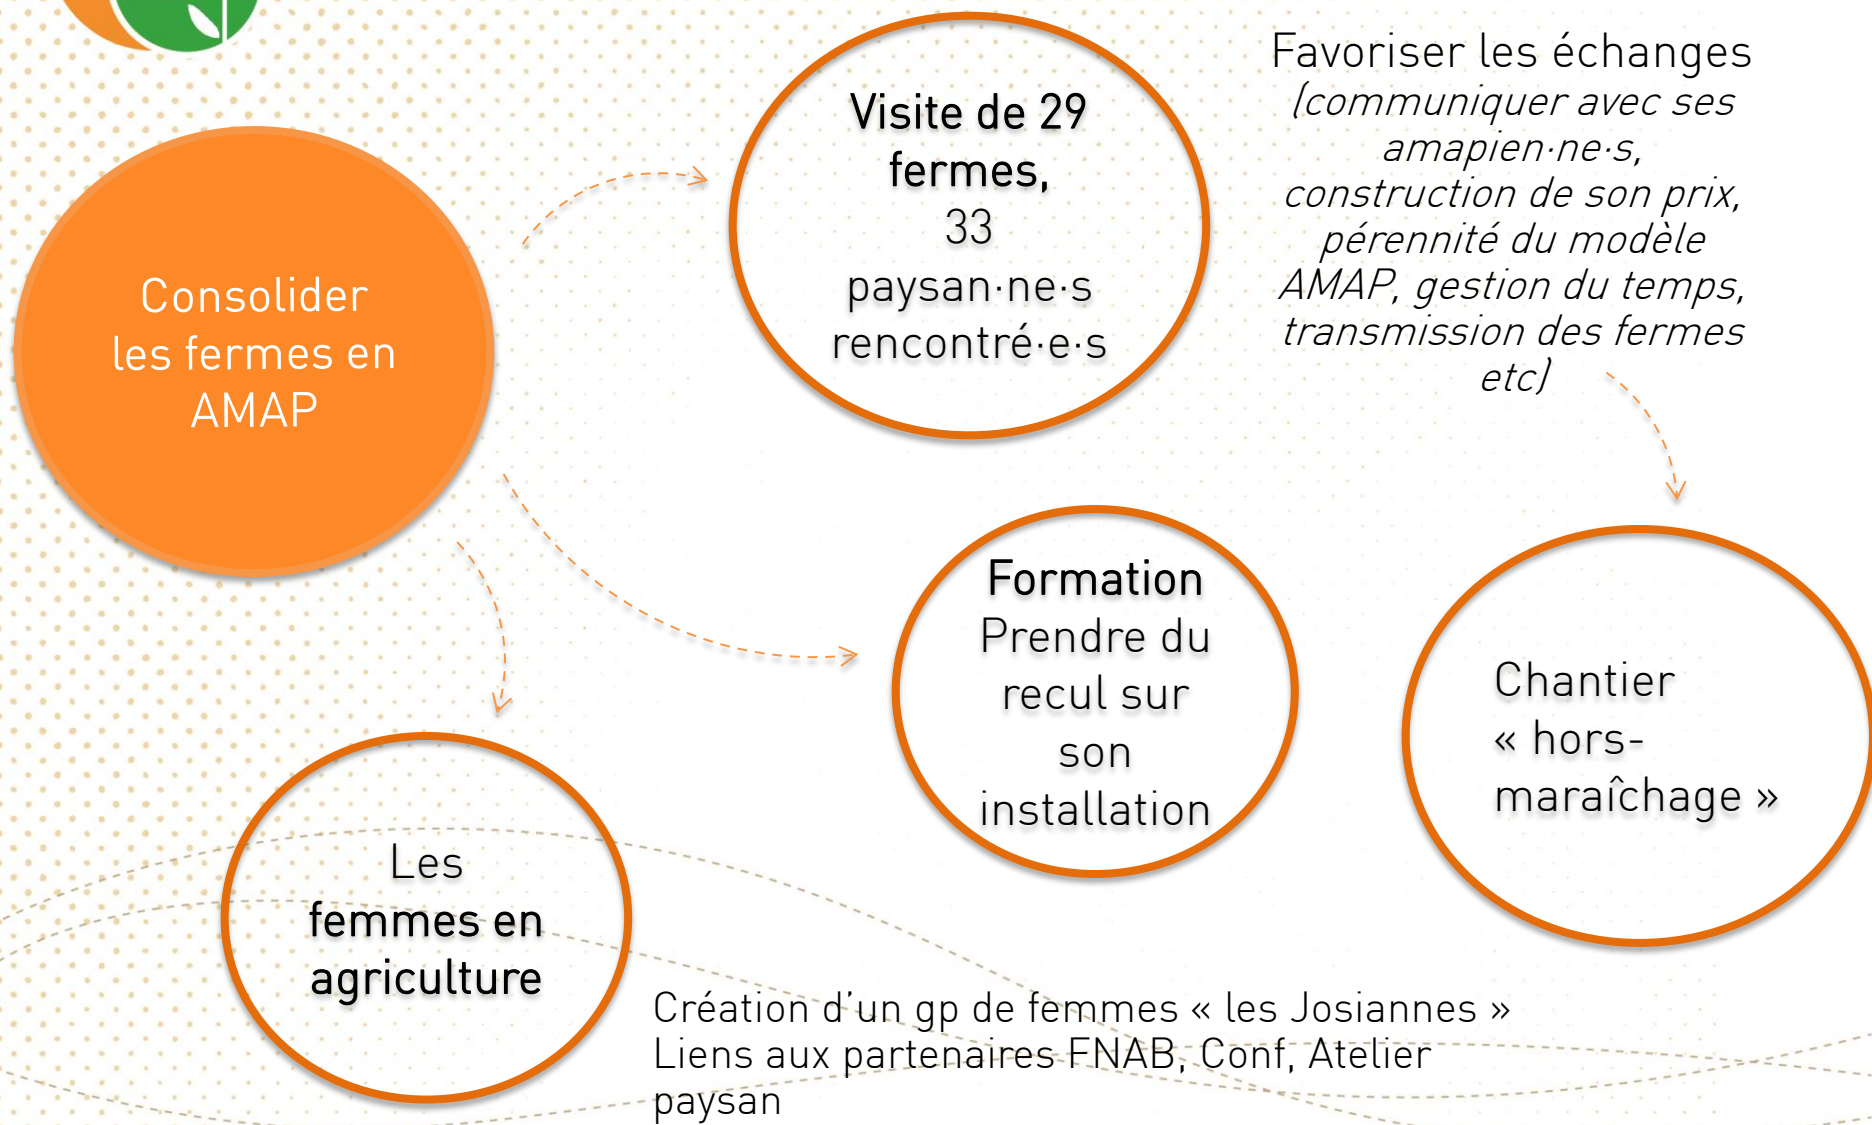 Consolider
les fermes en
AMAP
Visite de 29
fermes,
33
paysan·ne·s
rencontré·e·s
Favoriser les échanges
(communiquer avec ses
amapien·ne·s,
construction de son prix,
pérennité du modèle
AMAP, gestion du temps,
transmission des fermes
etc)
Formation
Prendre du
recul sur
son
installation
Chantier
« hors-
maraîchage »
Les
femmes en
agriculture
Création d’un gp de femmes « les Josiannes »
Liens aux partenaires FNAB, Conf, Atelier
paysan